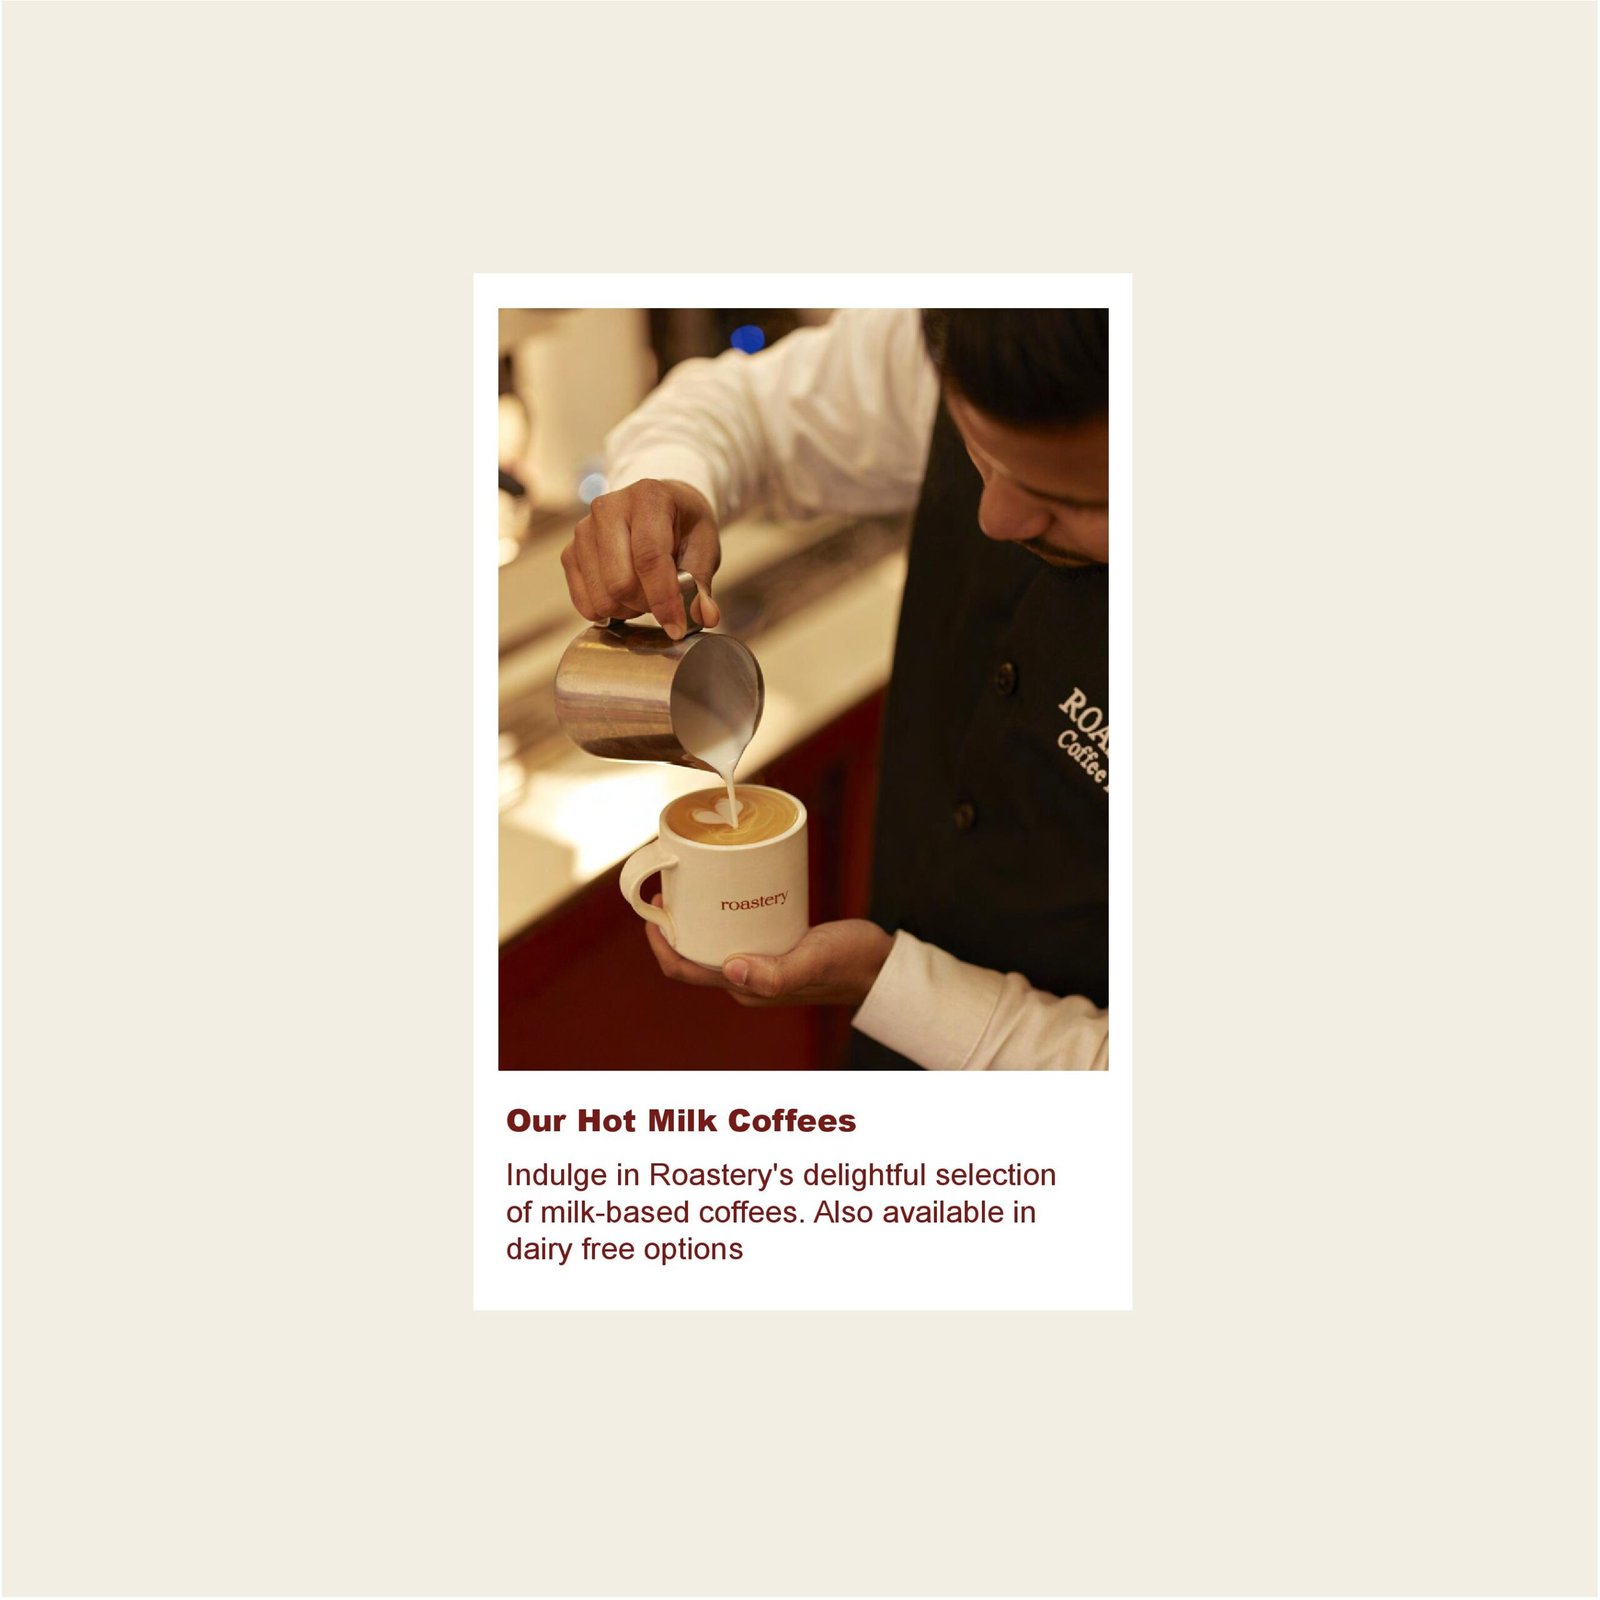 ROA
Coffee
roastery
Our Hot Milk Coffees
Indulge in Roastery's delightful selection
of milk-based coffees. Also available in
dairy free options